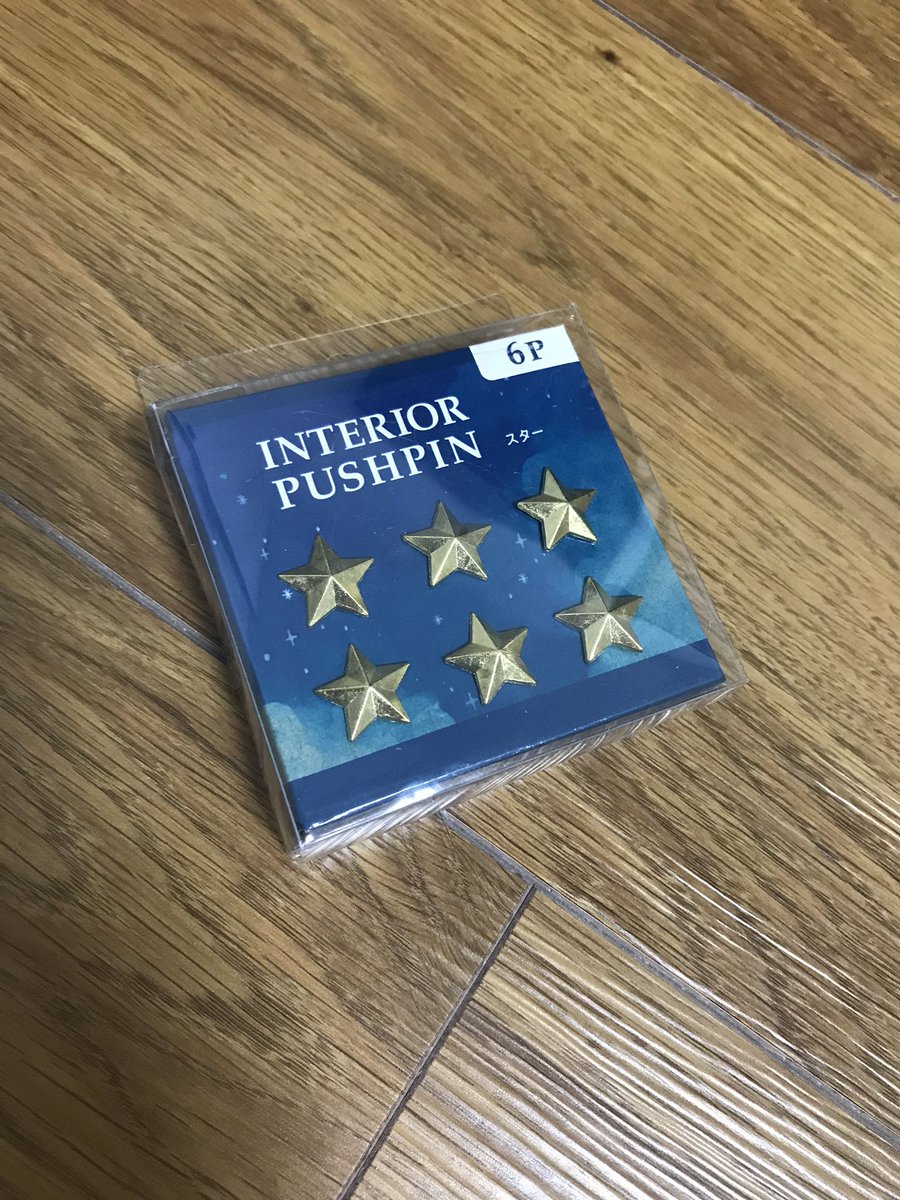 6P
INTERIOR
PUSHPIN スター